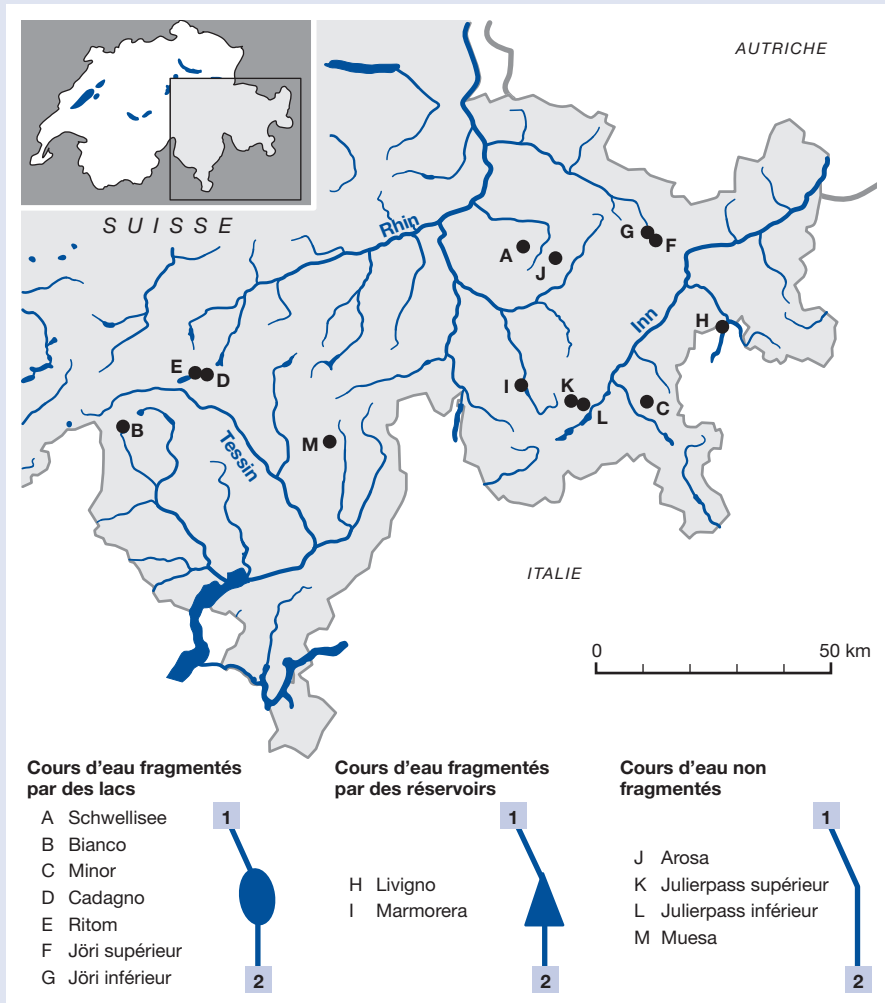 AUTRICHE
SUISSE
Rhin
G
F
A
J
Inn
H
E
D
I
K
L
C
B
M
Tessin
ITALIE
0 50 km
Cours d'eau fragmentés
par des lacs
A Schwellisee
B Bianco
C Minor
D Cadagno
E Ritom
F Jöri supérieur
G Jöri inférieur
1
2
Cours d'eau fragmentés
par des réservoirs
H Livigno
I Marmorera
1
2
Cours d'eau non
fragmentés
J Arosa
K Julierpass supérieur
L Julierpass inférieur
M Muesa
1
2